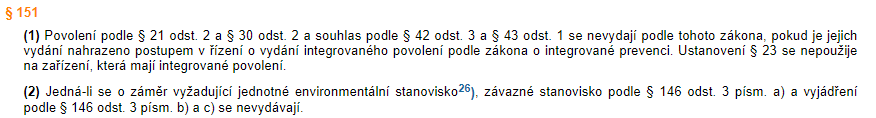 § 151
(1) Povolení podle § 21 odst. 2 a § 30 odst. 2 a souhlas podle § 42 odst. 3 a § 43 odst. 1 se nevydají podle tohoto zákona, pokud je jejich
vydání nahrazeno postupem v řízení o vydání integrovaného povolení podle zákona o integrované prevenci. Ustanovení § 23 se nepoužije
na zařízení, která mají integrované povolení.
(2) Jedná-li se o záměr vyžadující jednotné environmentální stanovisko26), závazné stanovisko podle § 146 odst. 3 písm. a) a vyjádření
podle § 146 odst. 3 písm. b) a c) se nevydávají.